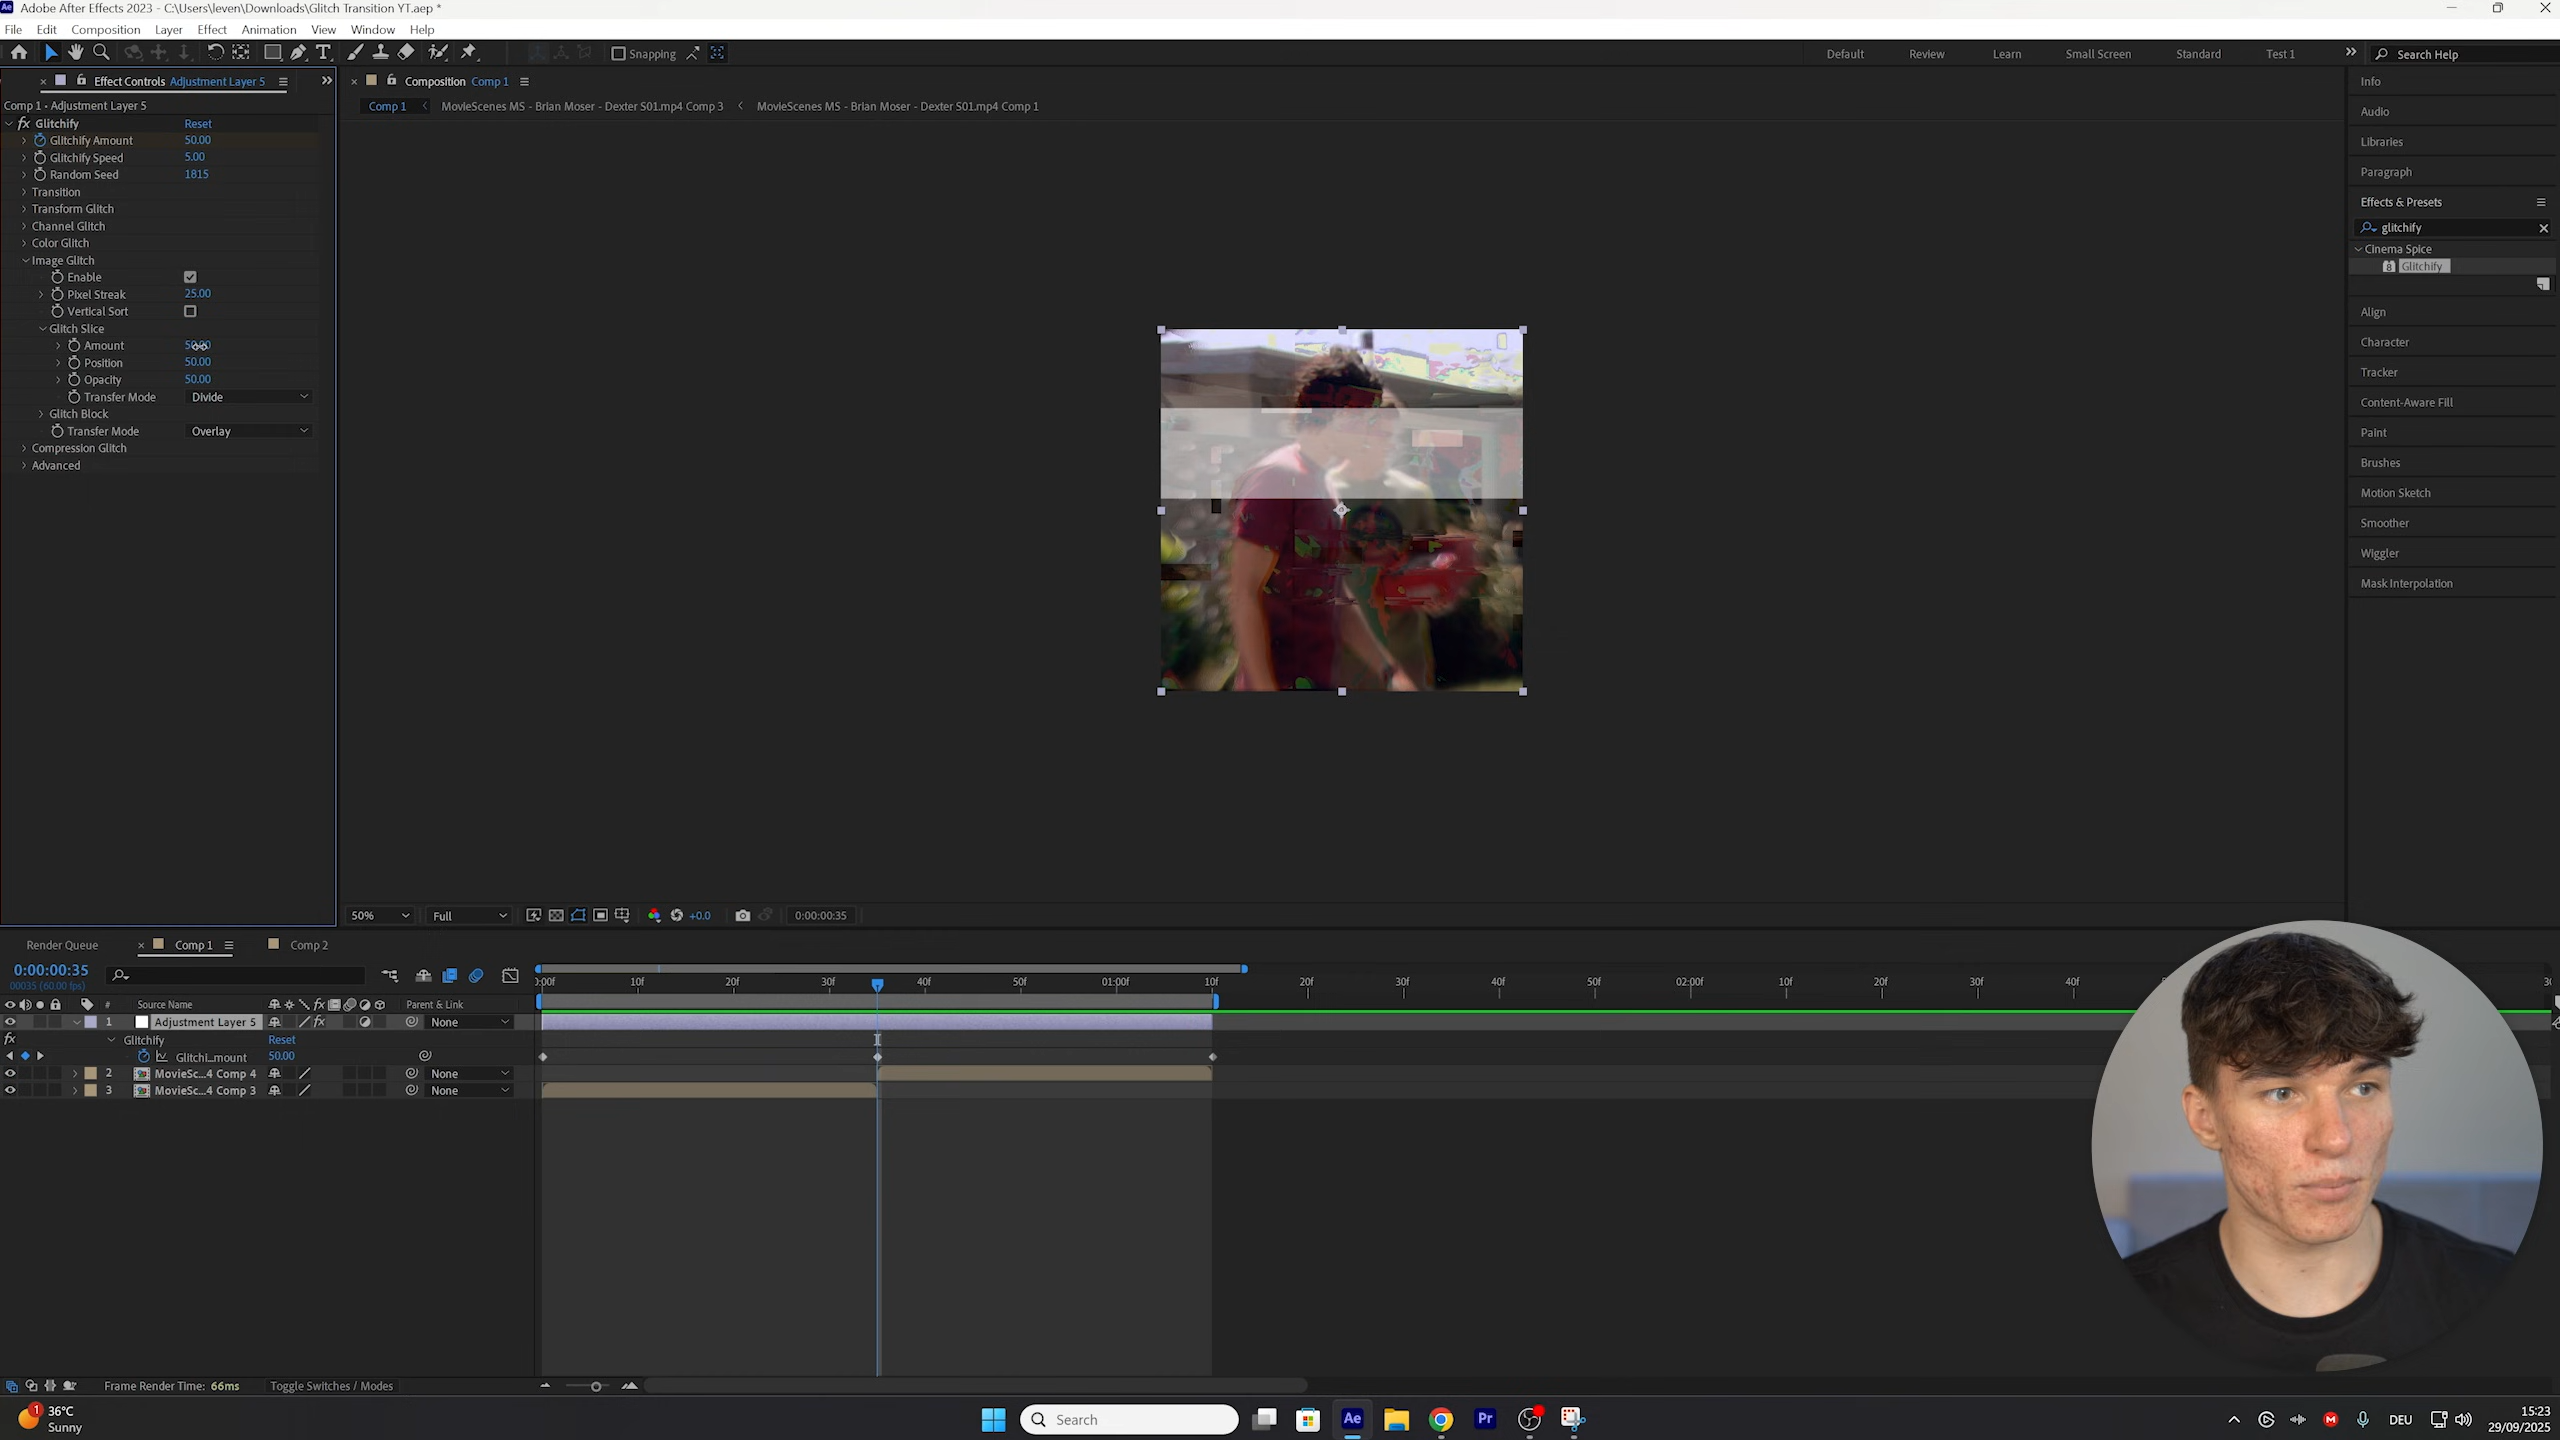 Adobe After Effects 2023 - C:\Users\leven\Downloads\Glitch Transition YT.aep *
File Edit Composition Layer Effect Animation View Window Help
Snapping Default Review Learn Small Screen Standard Test 1 Search Help
Effect Controls Adjustment Layer 5
Composition Comp 1
Comp 1 • Adjustment Layer 5
Comp 1 MovieScenes MS - Brian Moser - Dexter S01.mp4 Comp 3 MovieScenes MS - Brian Moser - Dexter S01.mp4 Comp 1
fx Glitchify Reset
Glitchify Amount 50.00
Glitchify Speed 5.00
Random Seed 1815
Transition
Transform Glitch
Channel Glitch
Color Glitch
Image Glitch
Enable
Pixel Streak 25.00
Vertical Sort
Glitch Slice
Amount
Position 50.00
Opacity 50.00
Transfer Mode Divide
Glitch Block
Transfer Mode Overlay
Compression Glitch
Advanced
Info
Audio
Libraries
Paragraph
Effects & Presets
glitchify
Cinema Spice
Glitchify
Align
Character
Tracker
Content-Aware Fill
Paint
Brushes
Motion Sketch
Smoother
Wiggler
Mask Interpolation
50% Full +0.0 0:00:00:35
Render Queue Comp 1 Comp 2
0:00:00:35
00035 (60.00 fps)
0:00f 10f 20f 30f 40f 50f 01:00f 10f 20f 30f 40f 50f 02:00f 10f 20f 30f 40f
# Source Name Parent & Link
1 Adjustment Layer 5 None
fx Glitchify Reset
Glitchi...mount 50.00
2 MovieSc...4 Comp 4 None
3 MovieSc...4 Comp 3 None
Frame Render Time: 66ms Toggle Switches / Modes
1 36°C
Sunny
Search
Ae Pr
DEU
15:23
29/09/2025